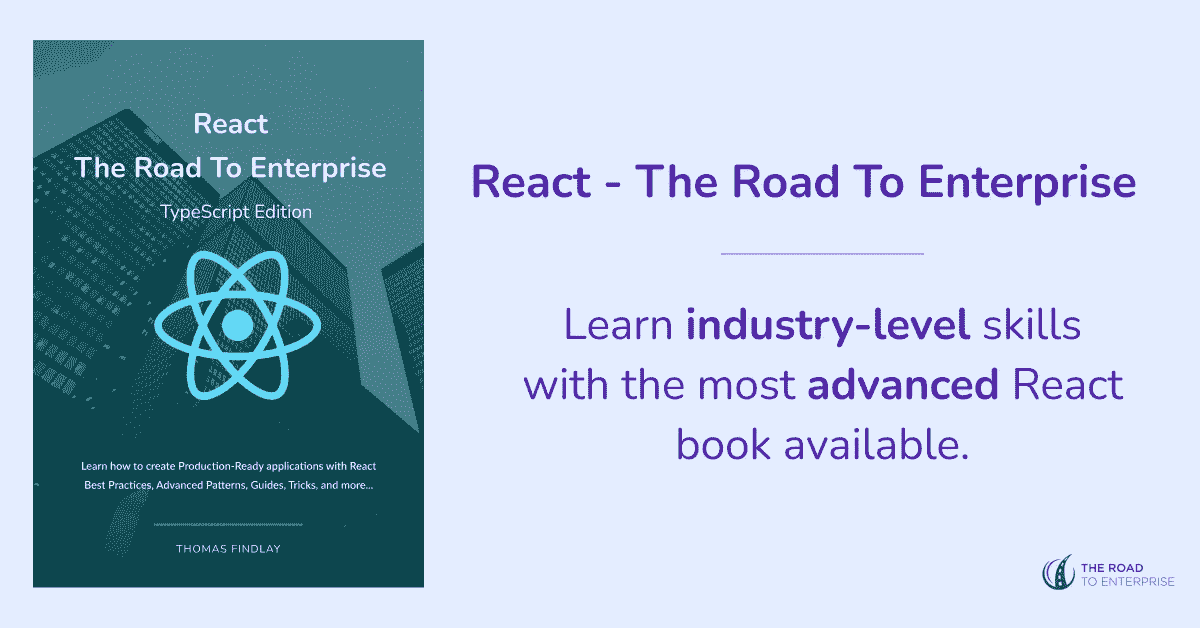 React
The Road To Enterprise
TypeScript Edition
Learn how to create Production-Ready applications with React
Best Practices, Advanced Patterns, Guides, Tricks, and more...
THOMAS FINDLAY
React - The Road To Enterprise
Learn industry-level skills
with the most advanced React
book available.
THE ROAD
TO ENTERPRISE